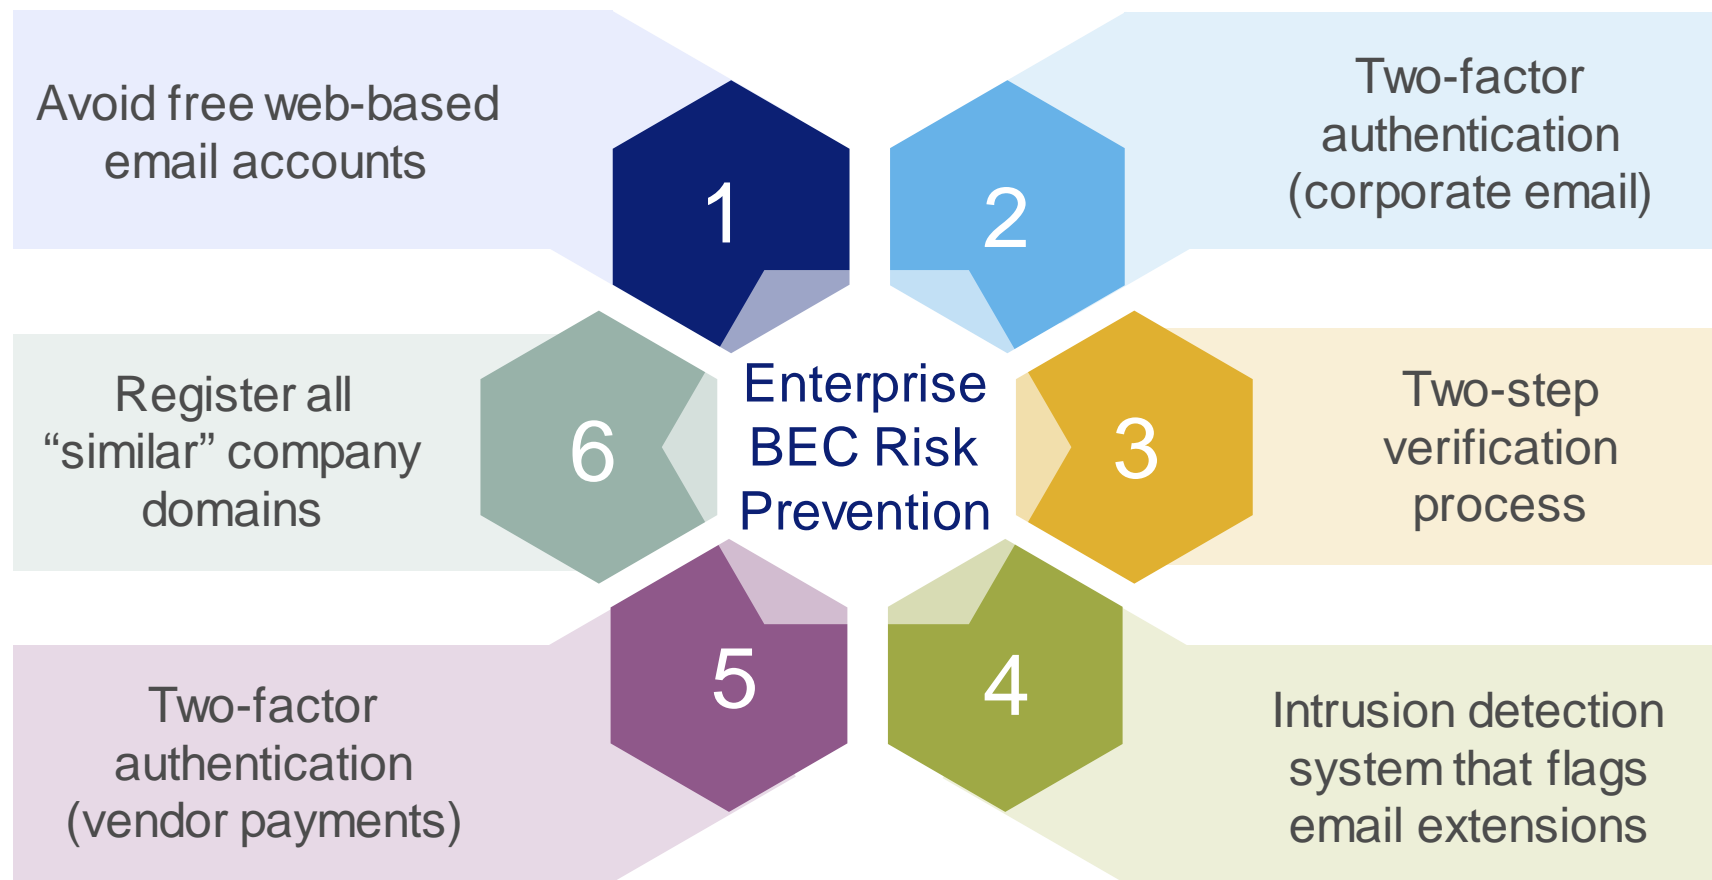 Avoid free web-based
email accounts
1
2
Two-factor
authentication
(corporate email)
Register all
“similar” company
domains
6
Enterprise
BEC Risk
Prevention
3
Two-step
verification
process
Two-factor
authentication
(vendor payments)
5
4
Intrusion detection
system that flags
email extensions